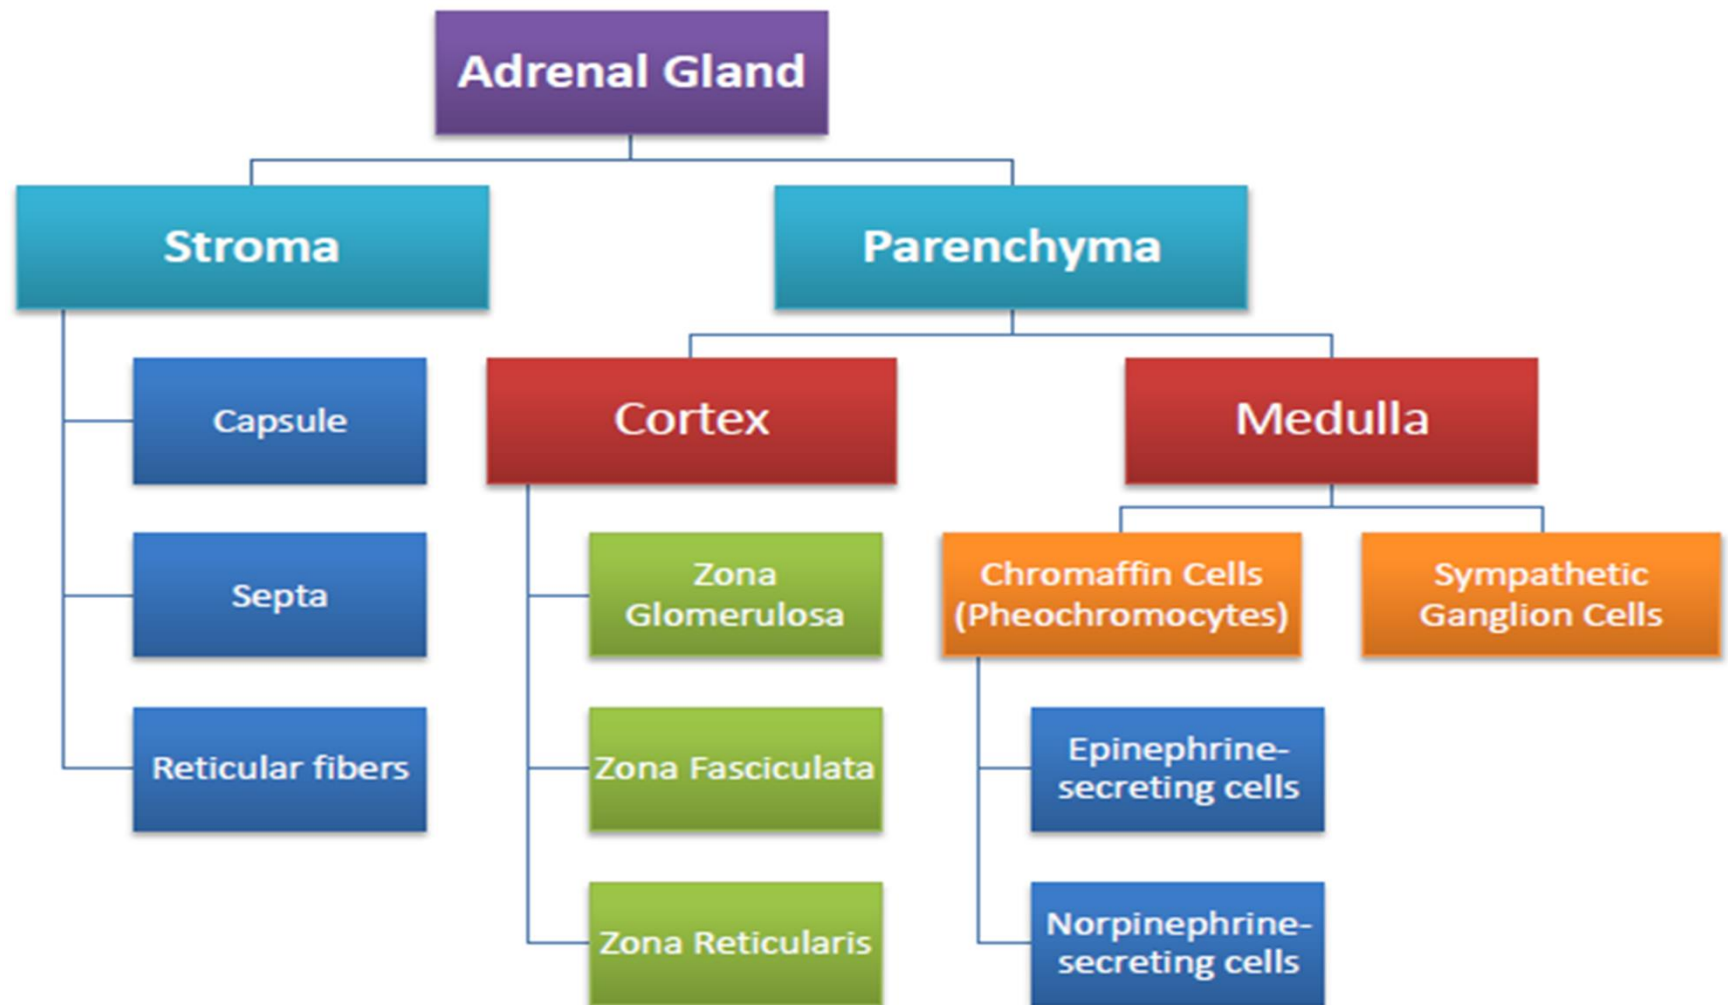 Adrenal Gland
Stroma
Parenchyma
Capsule
Septa
Reticular fibers
Cortex
Zona
Glomerulosa
Zona Fasciculata
Zona Reticularis
Medulla
Chromaffin Cells
(Pheochromocytes)
Epinephrine-
secreting cells
Norpinephrine-
secreting cells
Sympathetic
Ganglion Cells